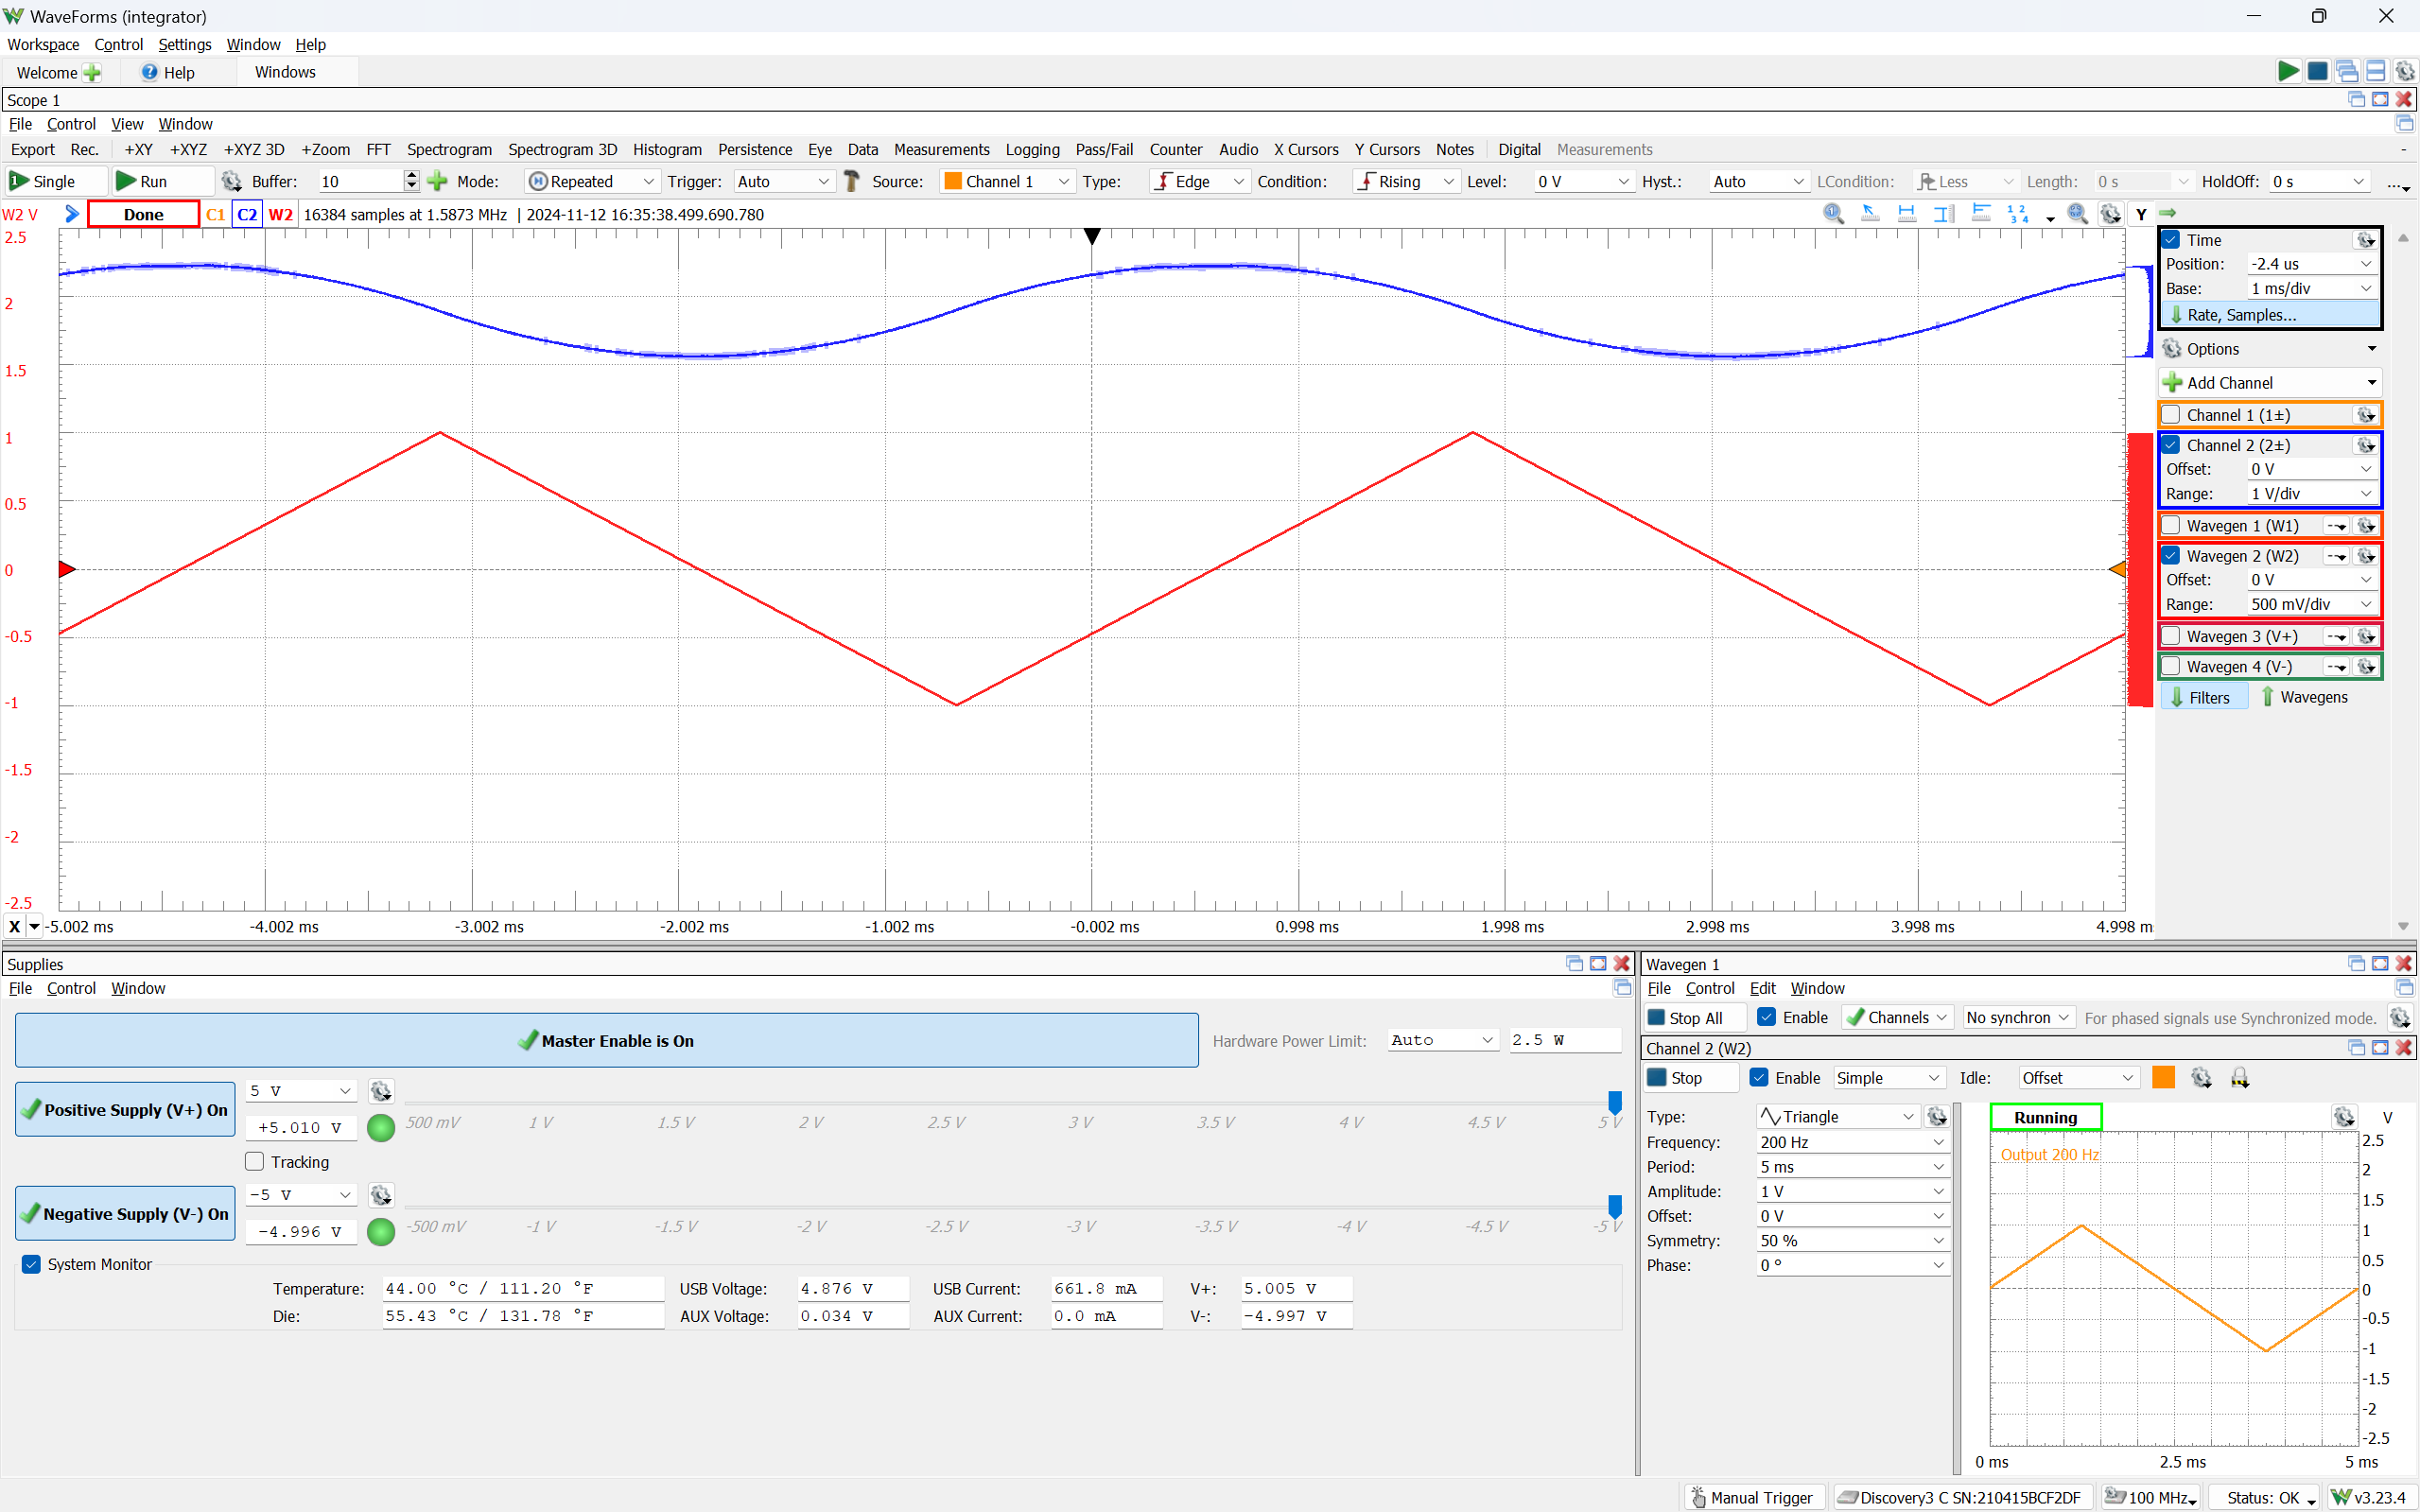 WaveForms (integrator)
Workspace Control Settings Window Help
Welcome Help Windows
Scope 1
File Control View Window
Export Rec. +XY +XYZ +XYZ 3D +Zoom FFT Spectrogram Spectrogram 3D Histogram Persistence Eye Data Measurements Logging Pass/Fail Counter Audio X Cursors Y Cursors Notes Digital Measurements -
1 Single Run Buffer: 10 Mode: Repeated Trigger: Auto Source: Channel 1 Type: Edge Condition: Rising Level: 0 V Hyst.: Auto LCondition: Less Length: 0 s HoldOff: 0 s ...
W2 V Done C1 C2 W2 16384 samples at 1.5873 MHz | 2024-11-12 16:35:38.499.690.780 1 2 3 4 Y
2.5
2
1.5
1
0.5
0
-0.5
-1
-1.5
-2
-2.5
X -5.002 ms -4.002 ms -3.002 ms -2.002 ms -1.002 ms -0.002 ms 0.998 ms 1.998 ms 2.998 ms 3.998 ms 4.998 m
Time
Position: -2.4 us
Base: 1 ms/div
Rate, Samples...
Options
Add Channel
Channel 1 (1±)
Channel 2 (2±)
Offset: 0 V
Range: 1 V/div
Wavegen 1 (W1)
Wavegen 2 (W2)
Offset: 0 V
Range: 500 mV/div
Wavegen 3 (V+)
Wavegen 4 (V-)
Filters Wavegens
Supplies
File Control Window
Master Enable is On Hardware Power Limit: Auto 2.5 W
Positive Supply (V+) On 5 V
+5.010 V 500 mV 1 V 1.5 V 2 V 2.5 V 3 V 3.5 V 4 V 4.5 V 5 V
Tracking
Negative Supply (V-) On -5 V
-4.996 V -500 mV -1 V -1.5 V -2 V -2.5 V -3 V -3.5 V -4 V -4.5 V -5 V
System Monitor
Temperature: 44.00 °C / 111.20 °F USB Voltage: 4.876 V USB Current: 661.8 mA V+: 5.005 V
Die: 55.43 °C / 131.78 °F AUX Voltage: 0.034 V AUX Current: 0.0 mA V-: -4.997 V
Wavegen 1
File Control Edit Window
Stop All Enable Channels No synchron For phased signals use Synchronized mode.
Channel 2 (W2)
Stop Enable Simple Idle: Offset
Type: Triangle
Frequency: 200 Hz
Period: 5 ms
Amplitude: 1 V
Offset: 0 V
Symmetry: 50 %
Phase: 0 °
Running V
Output 200 Hz
2.5
2
1.5
1
0.5
0
-0.5
-1
-1.5
-2
-2.5
0 ms 2.5 ms 5 ms
Manual Trigger Discovery3 C SN:210415BCF2DF 100 MHz Status: OK v3.23.4